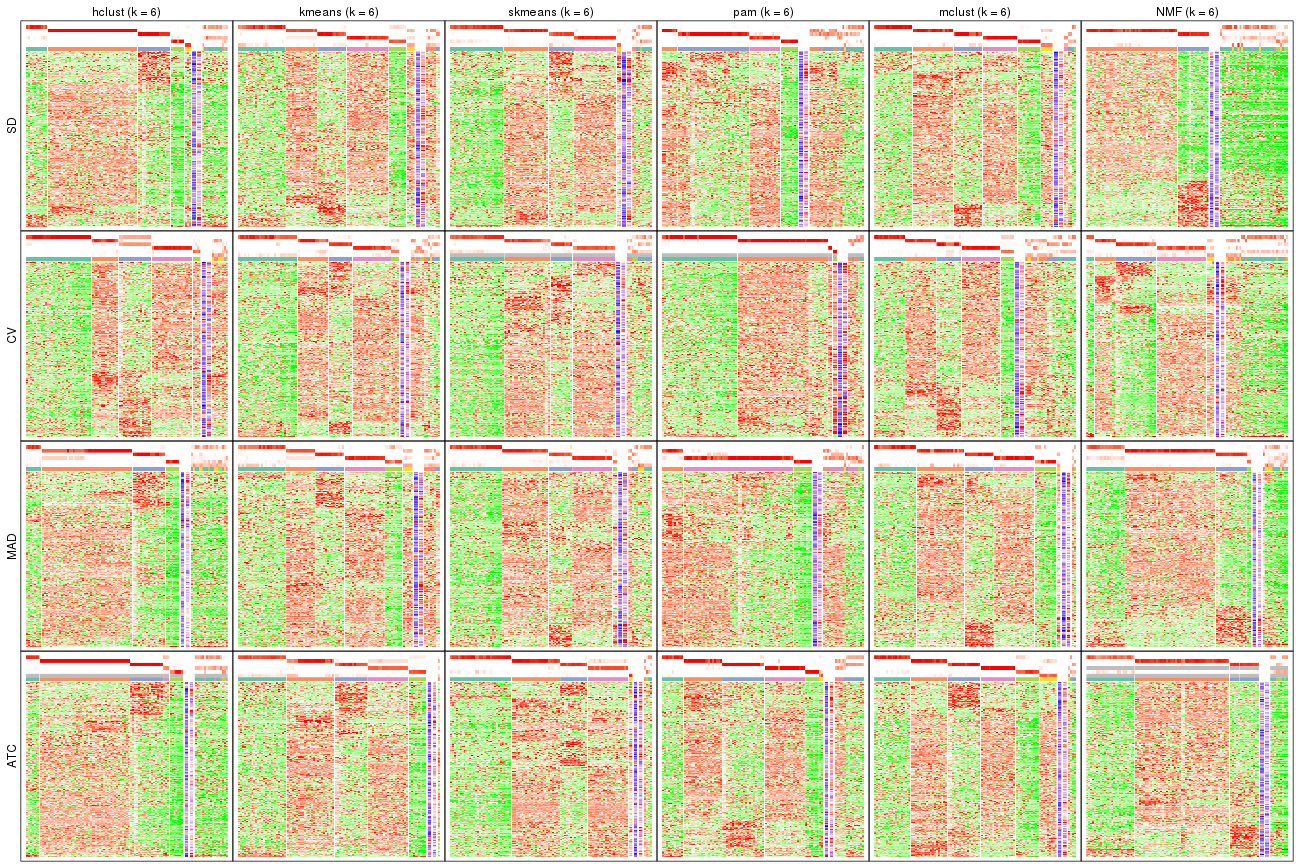 hclust (k = 6) kmeans (k = 6) skmeans (k = 6) pam (k = 6) mclust (k = 6) NMF (k = 6)
SD
CV
MAD
ATC